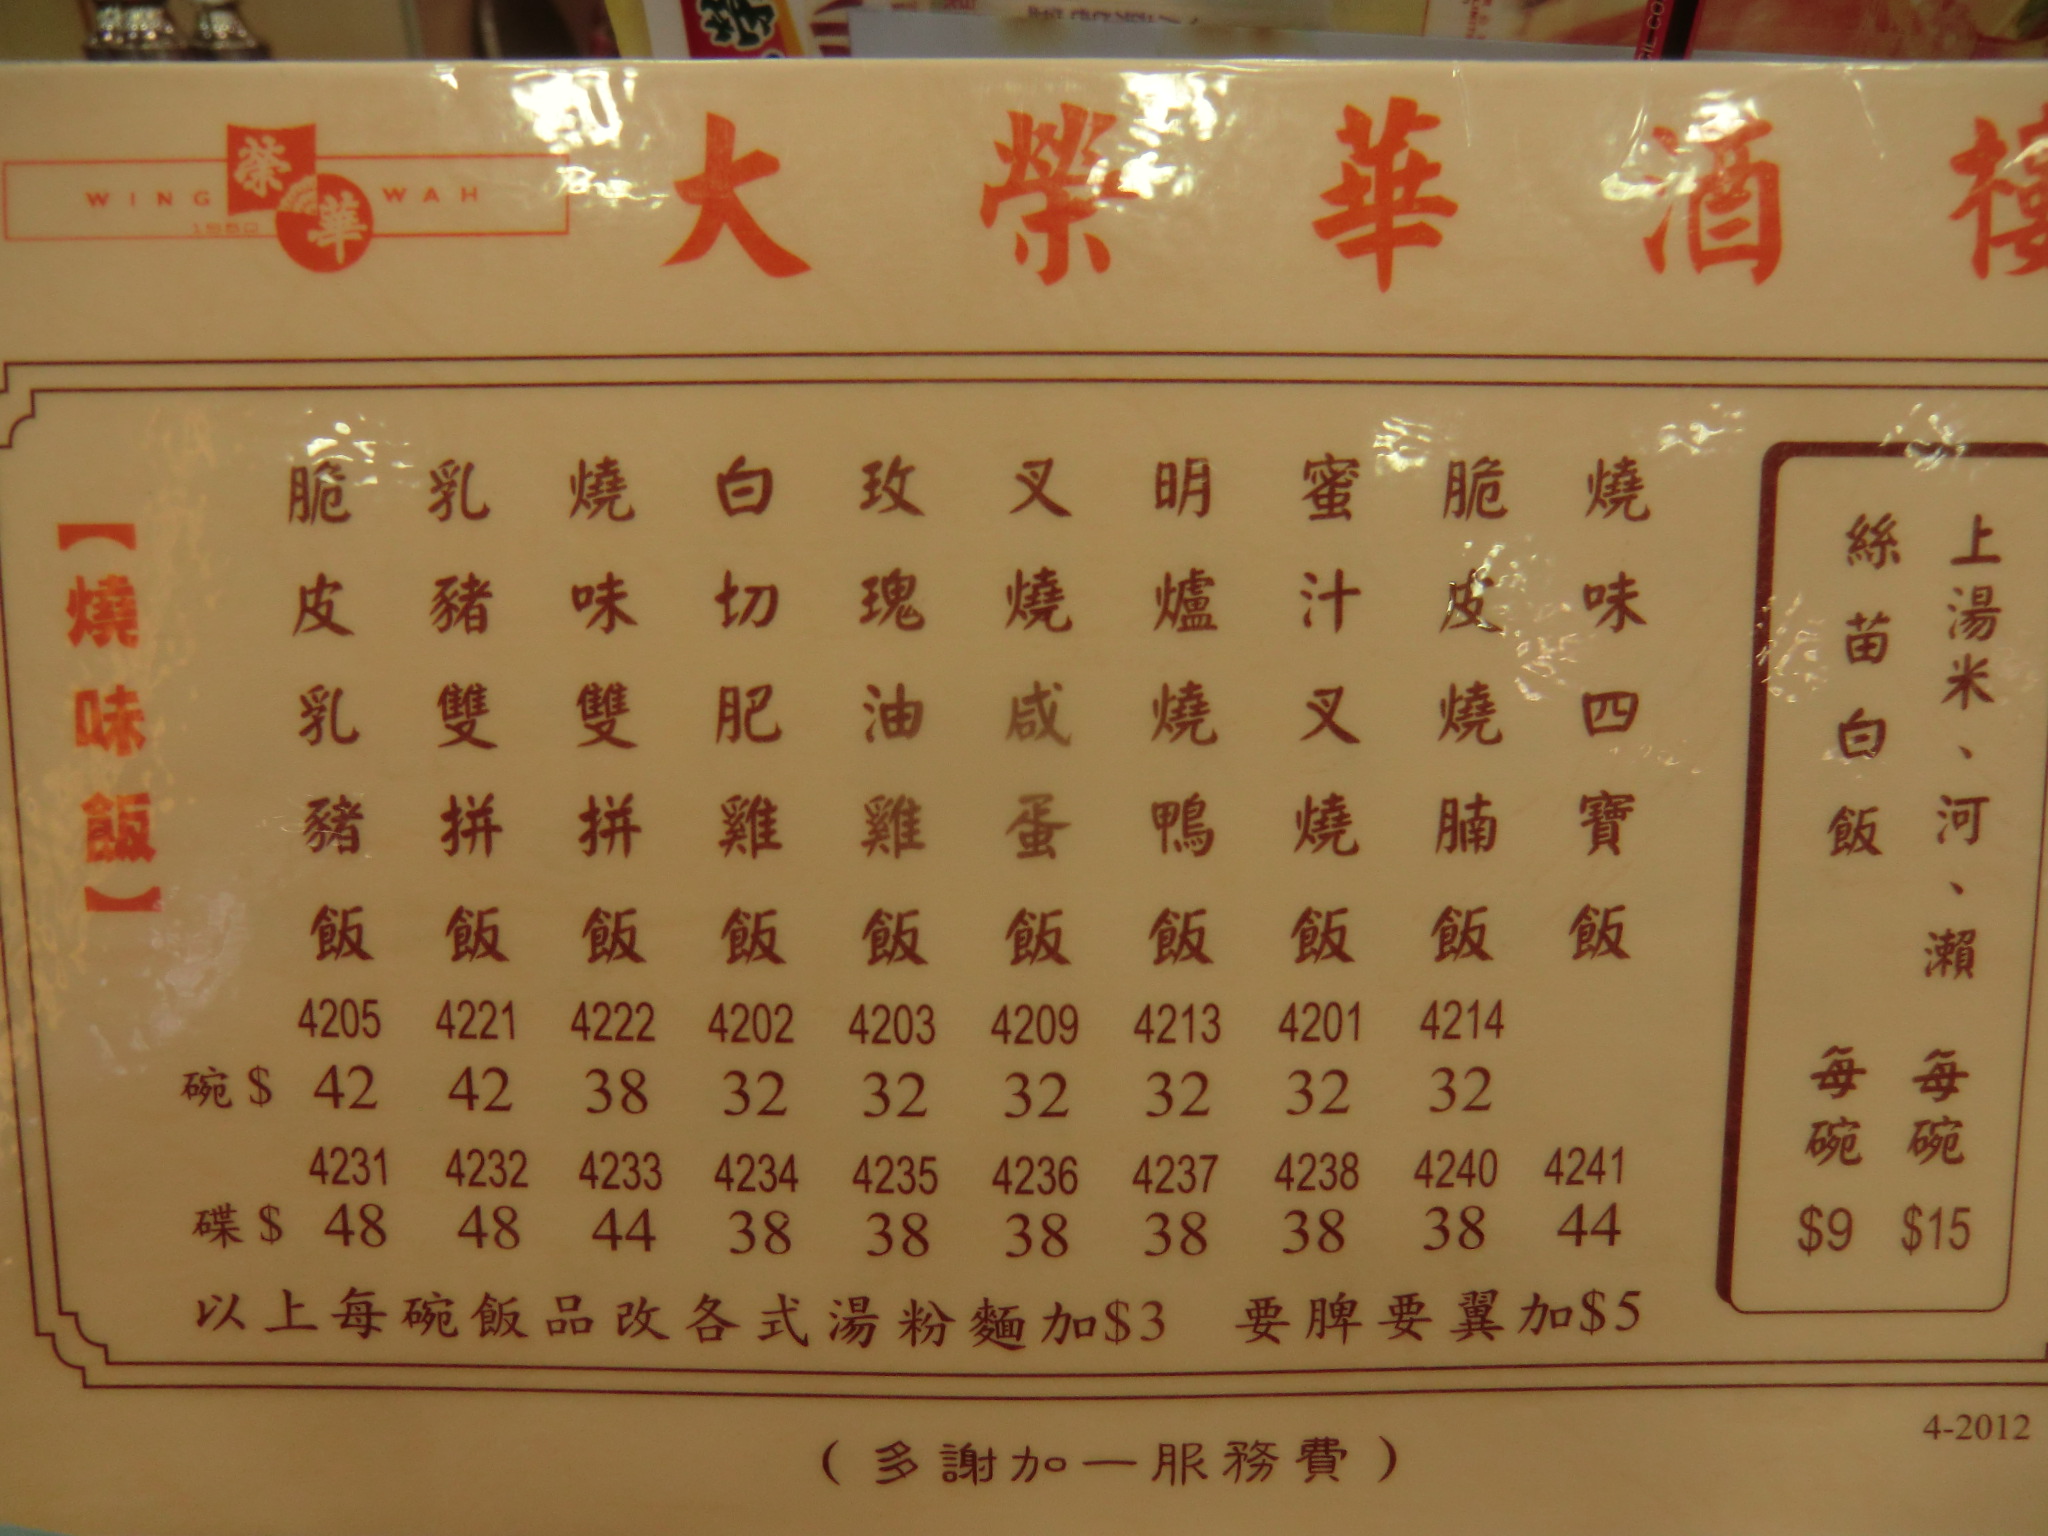 WING 榮華 WAH
1950
大榮華酒樓
【燒味飯】
脆皮乳豬飯
乳豬雙拼飯
燒味雙拼飯
白切肥雞飯
玫瑰油雞飯
叉燒咸蛋飯
明爐燒鴨飯
蜜汁叉燒飯
脆皮燒腩飯
燒味四寶飯
4205 4221 4222 4202 4203 4209 4213 4201 4214
碗 $ 42 42 38 32 32 32 32 32 32
4231 4232 4233 4234 4235 4236 4237 4238 4240 4241
碟 $ 48 48 44 38 38 38 38 38 38 44
以上每碗飯品改各式湯粉麵加$3 要脾要翼加$5
上湯米、河、瀨 每碗 $15
絲苗白飯 每碗 $9
4-2012
(多謝加一服務費)